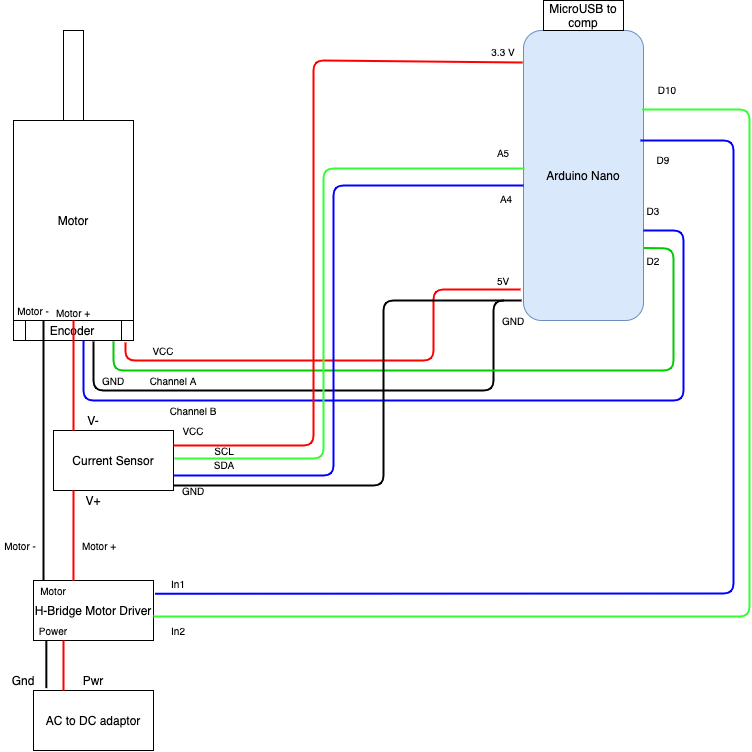 MicroUSB to
comp
3.3 V
D10
A5
D9
Arduino Nano
A4
D3
Motor
D2
5V
Motor -
Motor +
GND
Encoder
VCC
GND
Channel A
Channel B
V-
VCC
SCL
Current Sensor
SDA
GND
V+
Motor -
Motor +
In1
Motor
H-Bridge Motor Driver
Power
In2
Gnd
Pwr
AC to DC adaptor